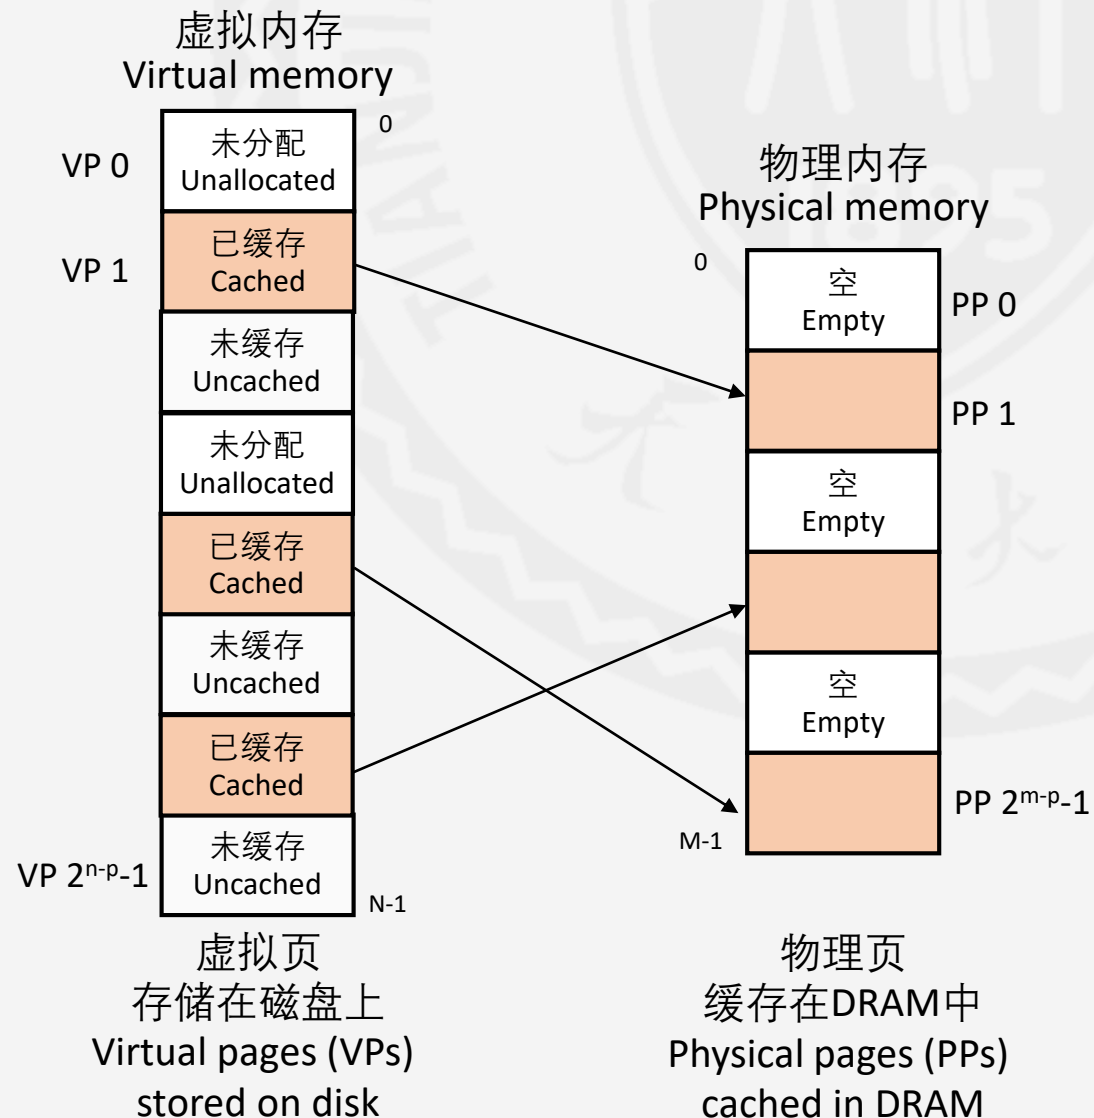 虚拟内存
Virtual memory
0
VP 0
未分配
Unallocated
VP 1
已缓存
Cached
未缓存
Uncached
未分配
Unallocated
已缓存
Cached
未缓存
Uncached
已缓存
Cached
VP 2ⁿ⁻ᵖ-1
未缓存
Uncached
N-1
虚拟页
存储在磁盘上
Virtual pages (VPs)
stored on disk
物理内存
Physical memory
0
空
Empty
PP 0
PP 1
空
Empty
空
Empty
PP 2ᵐ⁻ᵖ-1
M-1
物理页
缓存在DRAM中
Physical pages (PPs)
cached in DRAM
1895